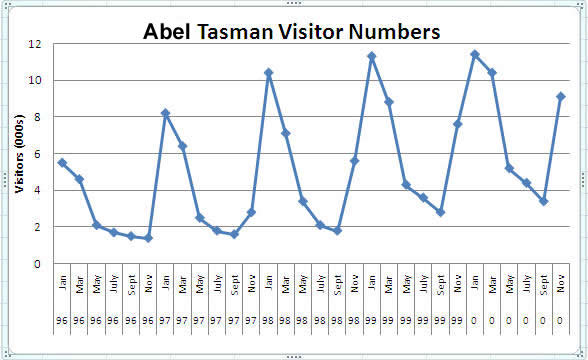 Abel Tasman Visitor Numbers
12
10
8
6
4
2
0
Visitors (000s)
Jan Mar May July Sept Nov Jan Mar May July Sept Nov Jan Mar May July Sept Nov Jan Mar May July Sept Nov Jan Mar May July Sept Nov
96 96 96 96 96 96 97 97 97 97 97 97 98 98 98 98 98 98 99 99 99 99 99 99 0 0 0 0 0 0